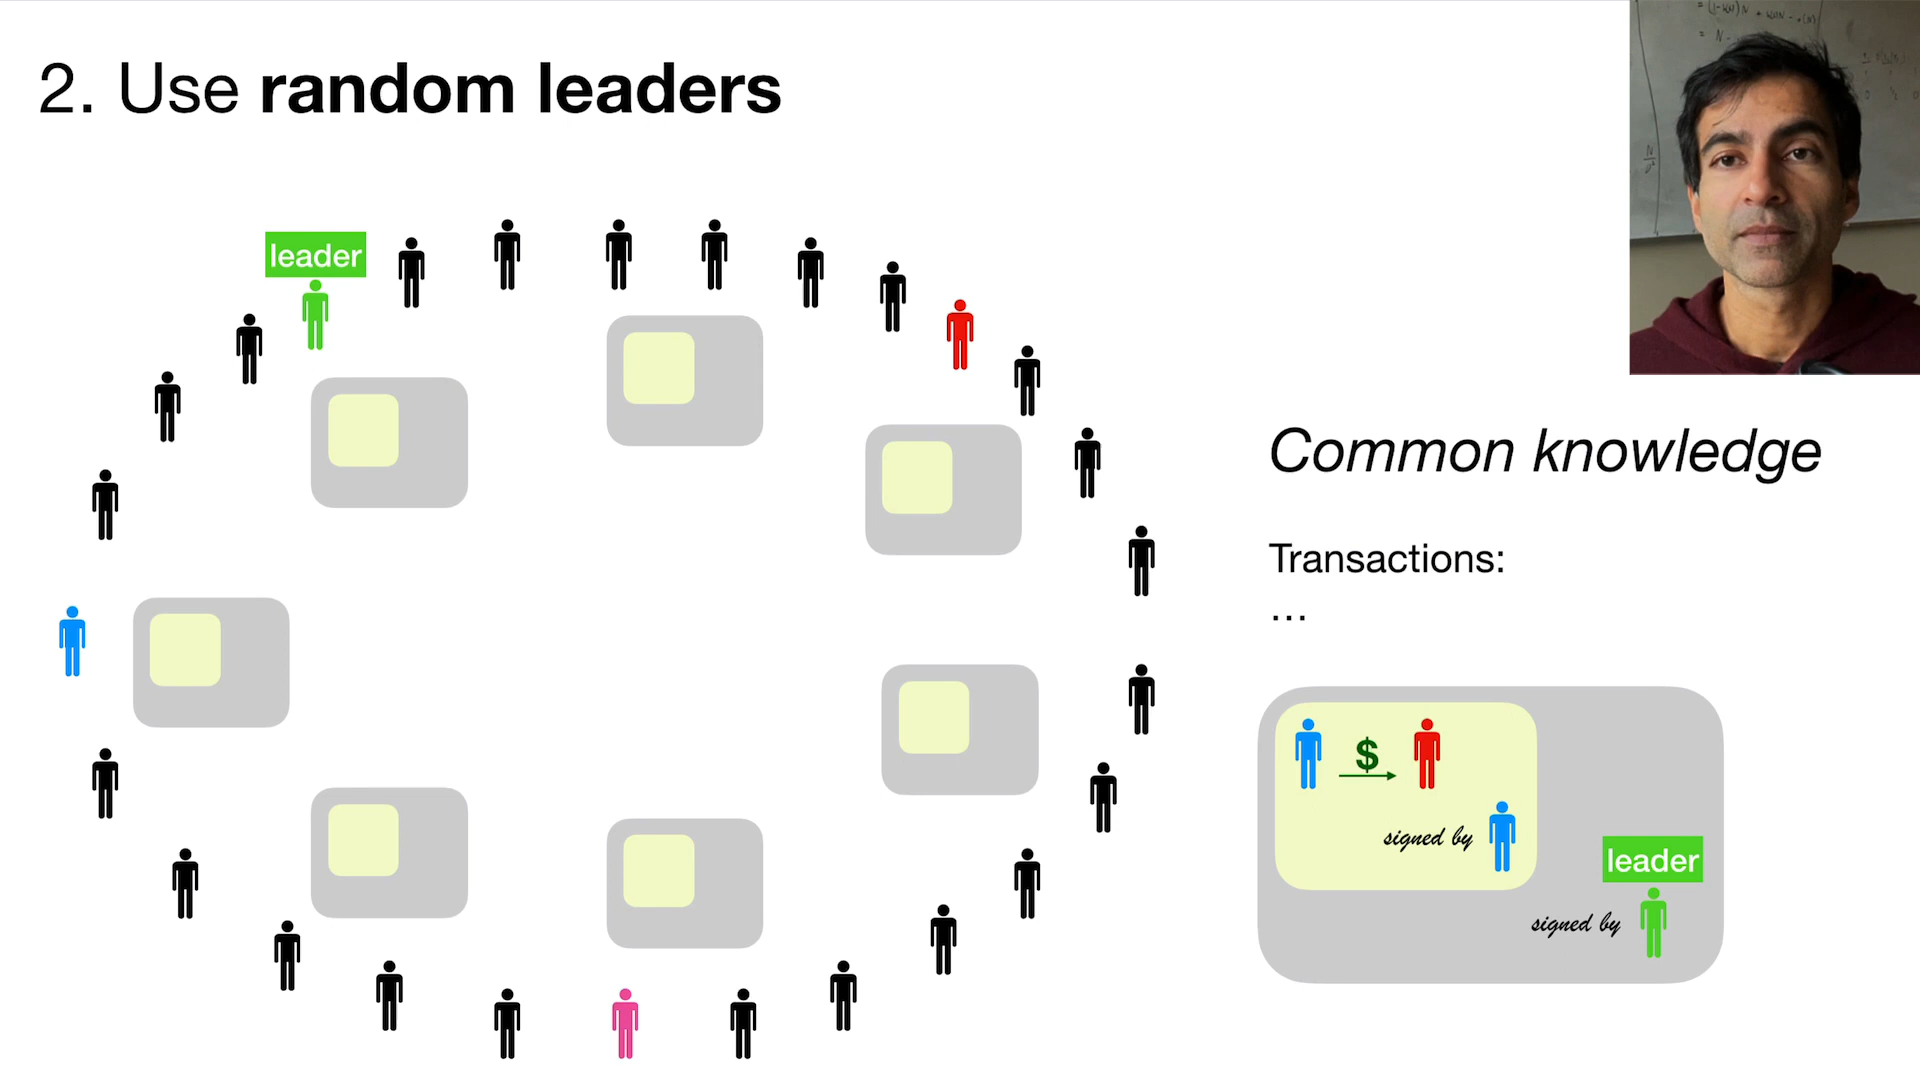 2. Use random leaders
leader
Common knowledge
Transactions:
...
$
signed by
leader
signed by